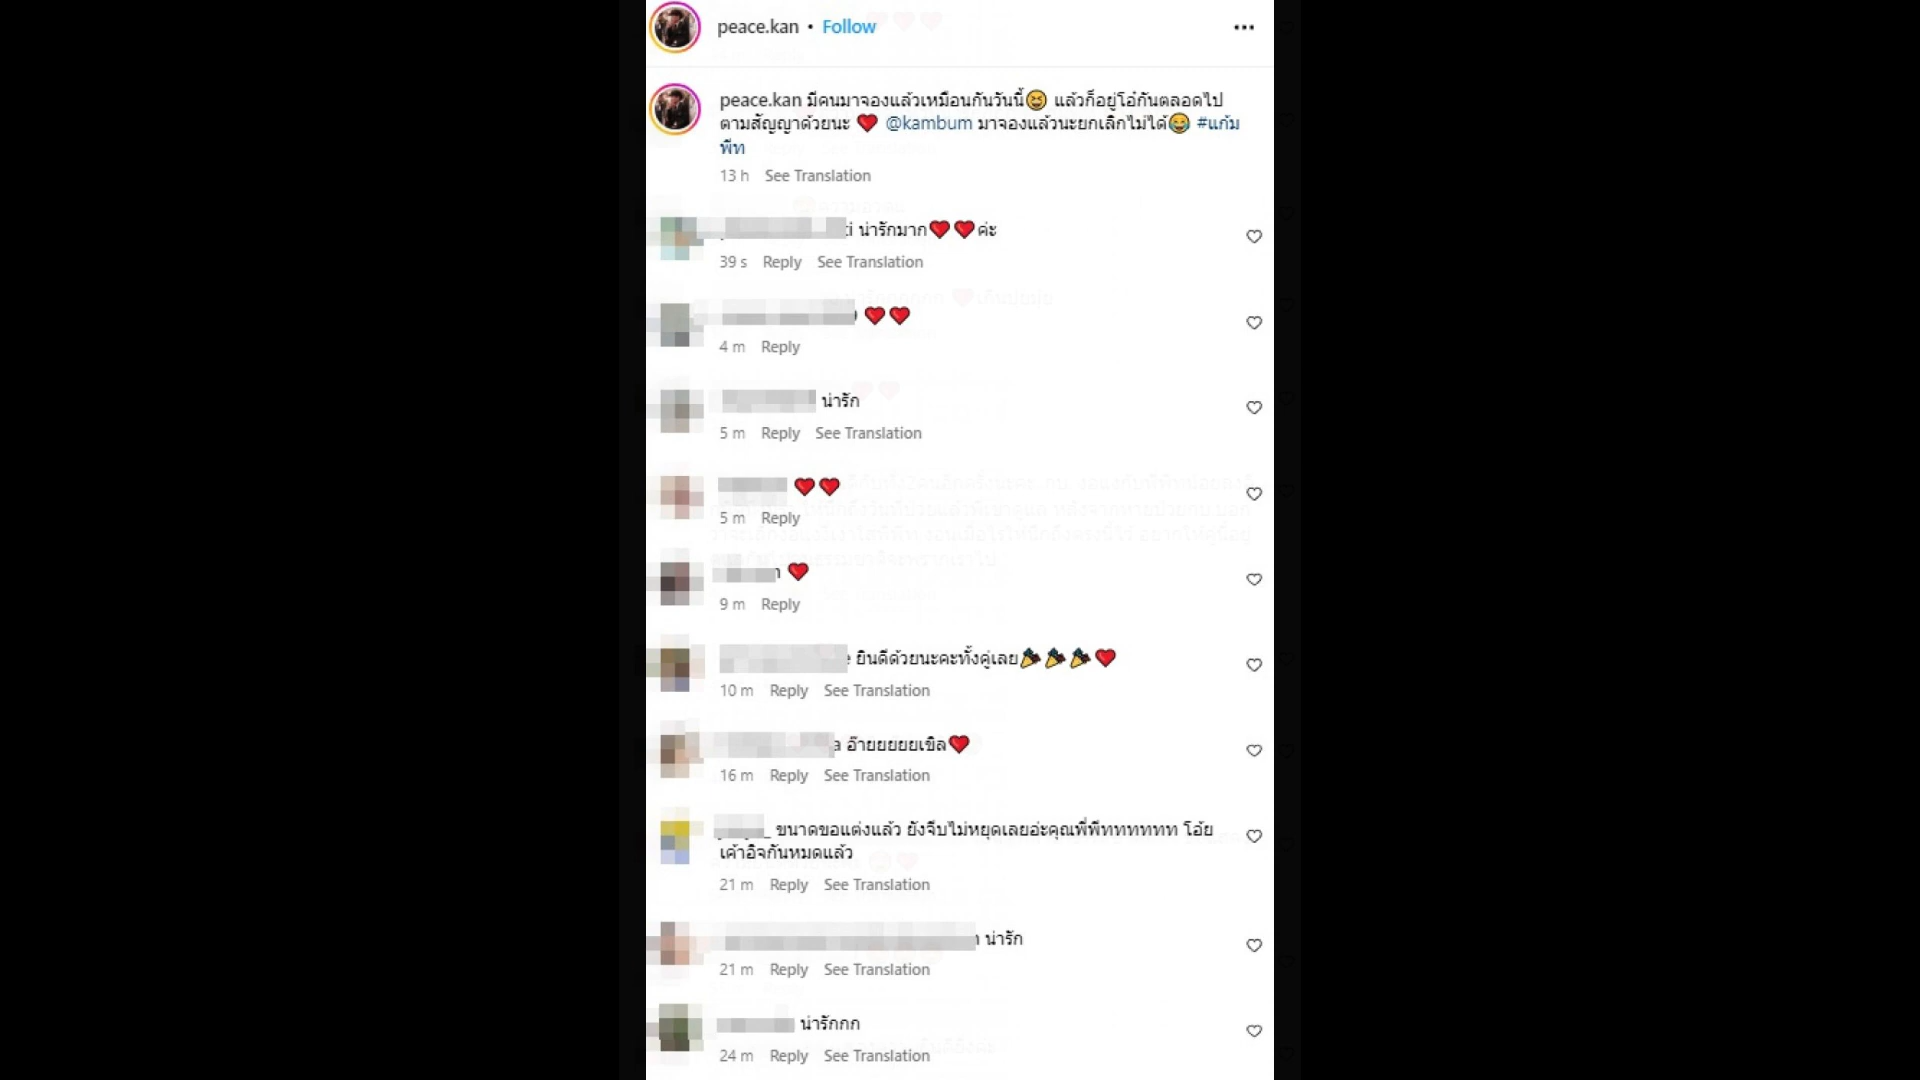 peace.kan • Follow
peace.kan มีคนมาจองแล้วเหมือนกันวันนี้😆 แล้วก็อยู่โอ๋กันตลอดไป
ตามสัญญาด้วยนะ ❤️ @kambum มาจองแล้วนะยกเลิกไม่ได้😂 #แก้ม
พีท
13 h See Translation
น่ารักมาก❤️❤️ค่ะ
39 s Reply See Translation
❤️❤️
4 m Reply
น่ารัก
5 m Reply See Translation
❤️❤️
5 m Reply
❤️
9 m Reply
ยินดีด้วยนะคะทั้งคู่เลย🎉🎉🎉❤️
10 m Reply See Translation
อ๊ายยยยยเขิล❤️
16 m Reply See Translation
ขนาดขอแต่งแล้ว ยังจีบไม่หยุดเลยอ่ะคุณพี่พีททททททท โอ้ย
เค้าอิจกันหมดแล้ว
21 m Reply See Translation
น่ารัก
21 m Reply See Translation
น่ารักกก
24 m Reply See Translation